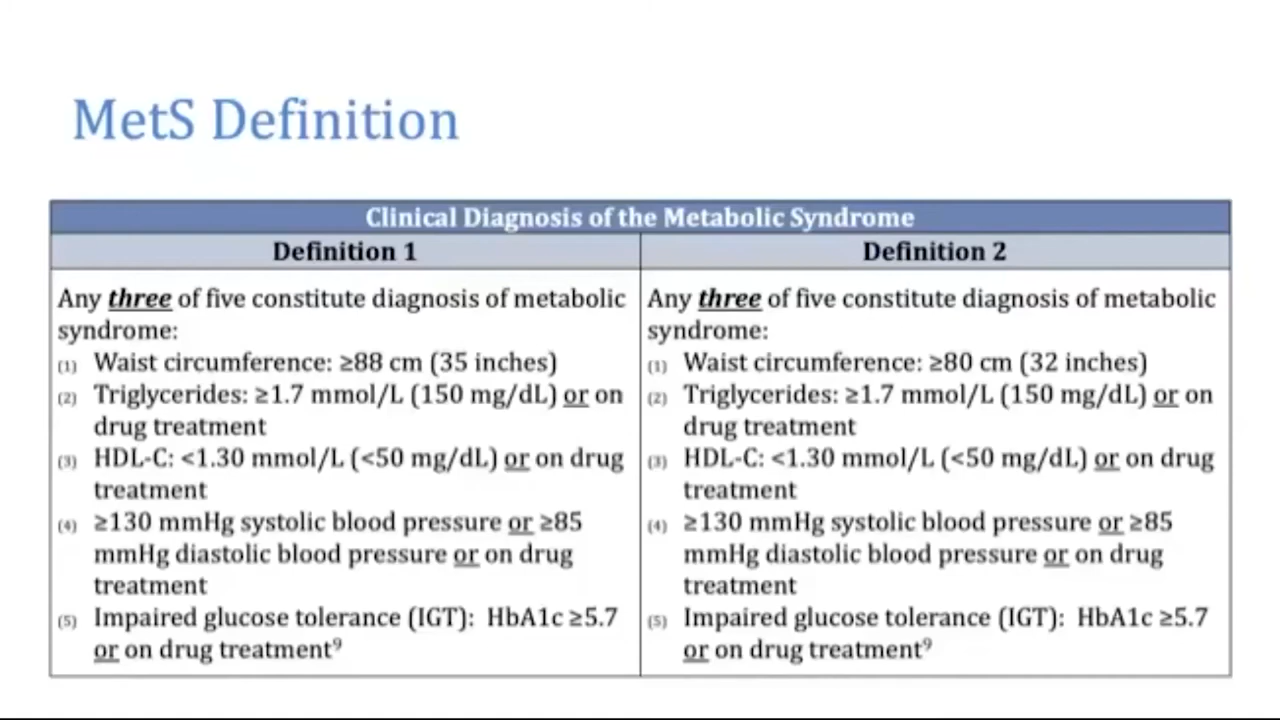 MetS Definition
Clinical Diagnosis of the Metabolic Syndrome
Definition 1
Any three of five constitute diagnosis of metabolic
syndrome:
(1) Waist circumference: ≥88 cm (35 inches)
(2) Triglycerides: ≥1.7 mmol/L (150 mg/dL) or on
drug treatment
(3) HDL-C: <1.30 mmol/L (<50 mg/dL) or on drug
treatment
(4) ≥130 mmHg systolic blood pressure or ≥85
mmHg diastolic blood pressure or on drug
treatment
(5) Impaired glucose tolerance (IGT):  HbA1c ≥5.7
or on drug treatment⁹
Definition 2
Any three of five constitute diagnosis of metabolic
syndrome:
(1) Waist circumference: ≥80 cm (32 inches)
(2) Triglycerides: ≥1.7 mmol/L (150 mg/dL) or on
drug treatment
(3) HDL-C: <1.30 mmol/L (<50 mg/dL) or on drug
treatment
(4) ≥130 mmHg systolic blood pressure or ≥85
mmHg diastolic blood pressure or on drug
treatment
(5) Impaired glucose tolerance (IGT):  HbA1c ≥5.7
or on drug treatment⁹